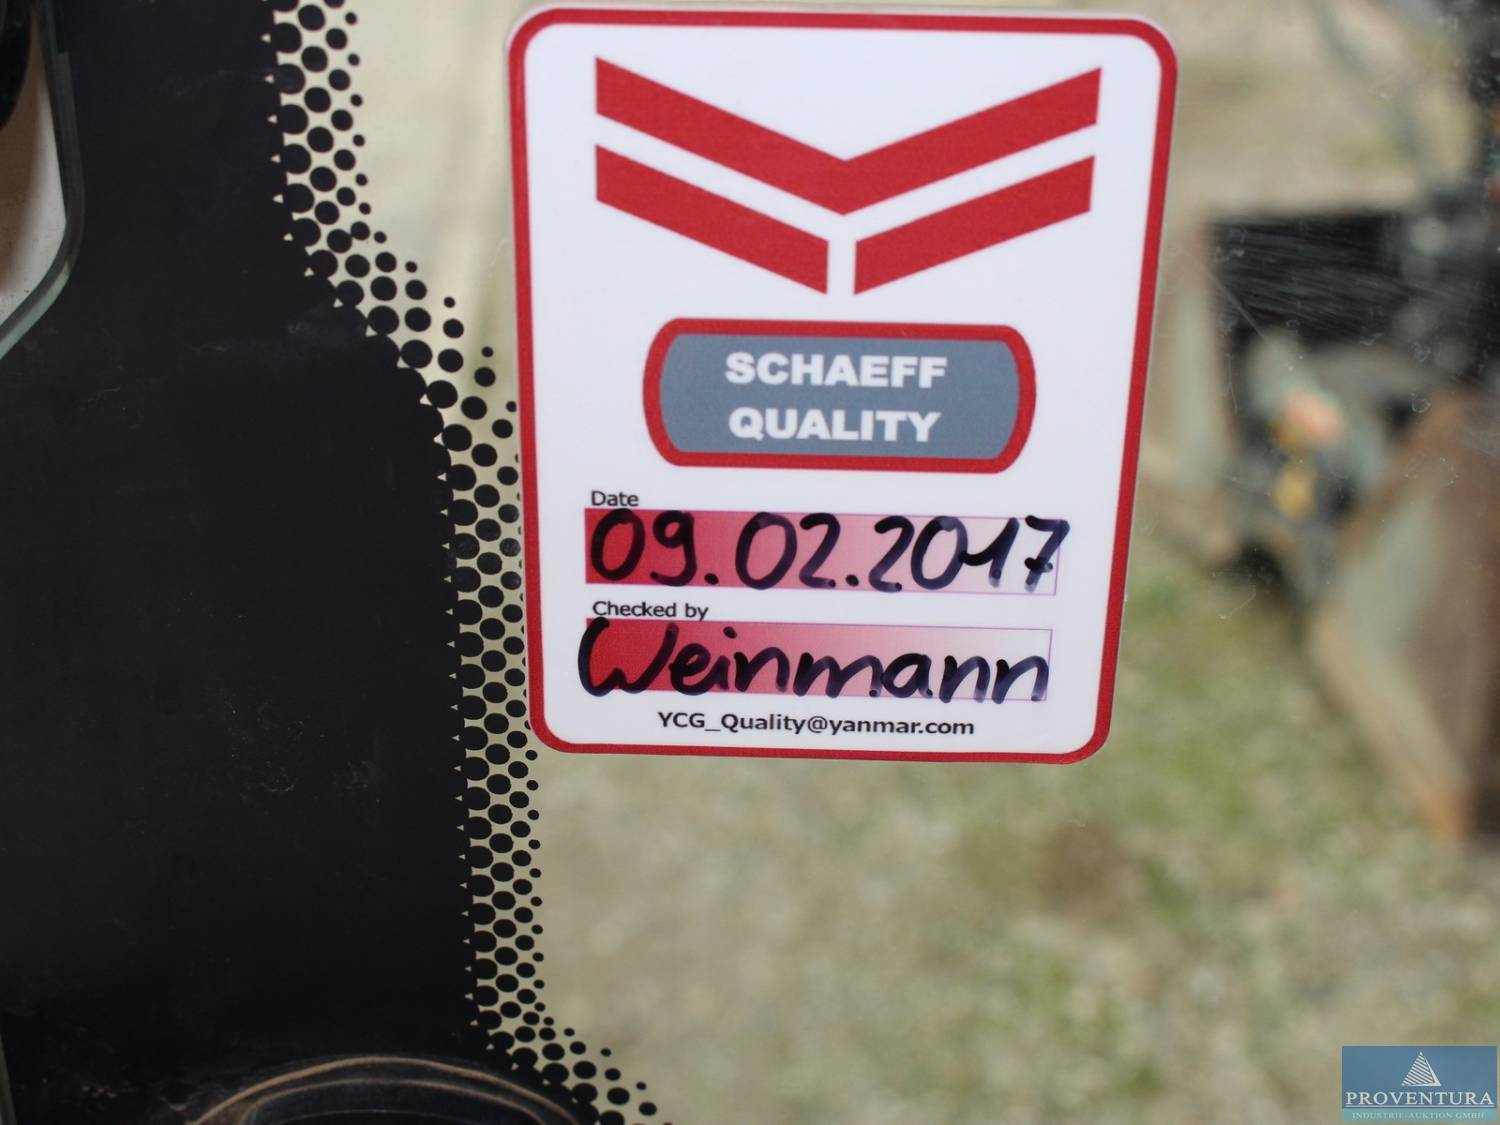 SCHAEFF
QUALITY
Date
09.02.2017
Checked by
Weinmann
YCG_Quality@yanmar.com
PROVENTURA
INDUSTRIE-AUKTION GMBH